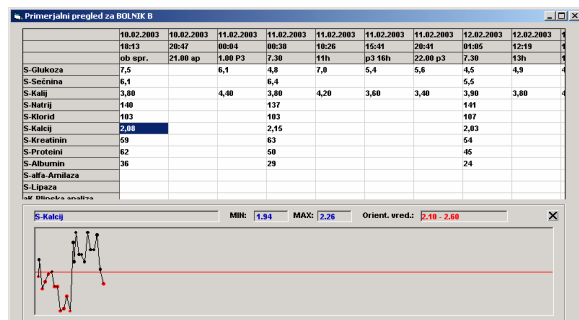 Primerjalni pregled za BOLNIK B
10.02.2003 10.02.2003 11.02.2003 11.02.2003 11.02.2003 11.02.2003 11.02.2003 12.02.2003 12.02.2003 1
18:13 20:47 00:04 00:38 10:26 15:41 20:41 01:05 12:19 1
ob spr. 21.00 ap 1.00 P3 7.30 11h p3 16h 22.00 p3 7.30 13h 1
S-Glukoza 7,5 6,1 4,8 7,0 5,4 5,6 4,5 4,9 4
S-Sečnina 6,1 6,4 5,5
S-Kalij 3,80 4,40 3,80 4,20 3,60 3,40 3,90 3,80 4
S-Natrij 140 137 141
S-Klorid 103 103 107
S-Kalcij 2,08 2,15 2,03
S-Kreatinin 59 63 54
S-Proteini 62 50 45
S-Albumin 36 29 24
S-alfa-Amilaza
S-Lipaza
aK Plinska analiza
S-Kalcij MIN: 1.94 MAX: 2.26 Orient. vred.: 2.10 - 2.60